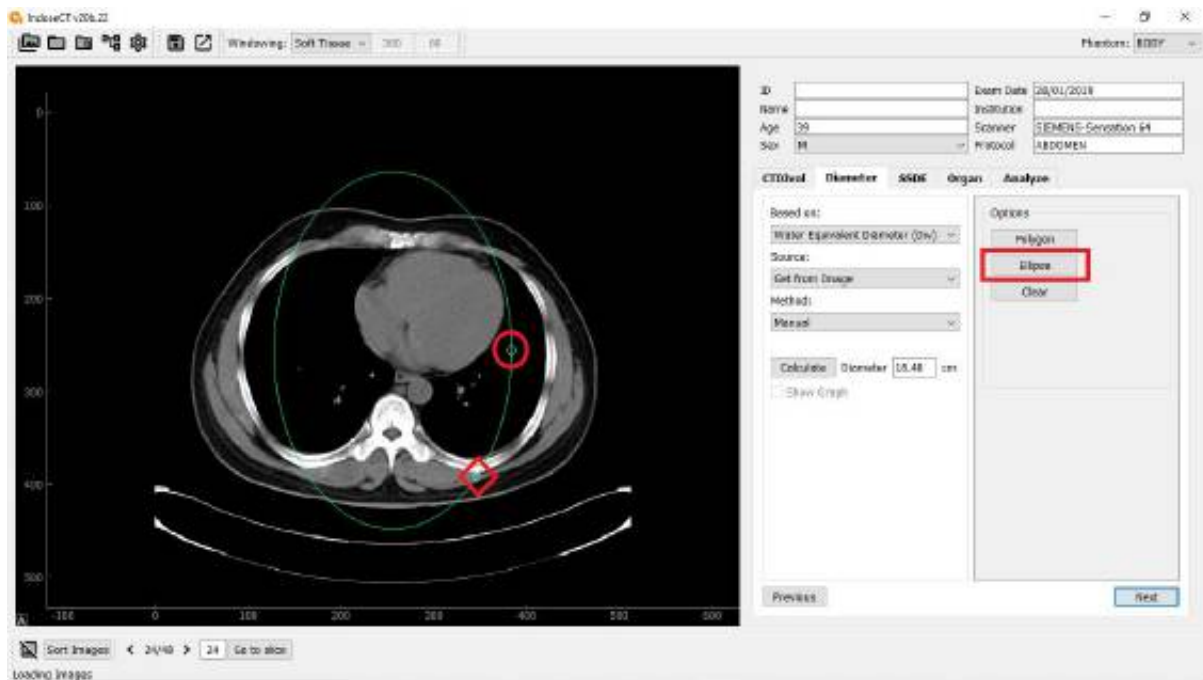 IndoseCT v20b.22
Windowing: Soft Tissue
Phantom: BODY
ID
Exam Date 28/01/2019
Name
Institution
Age 39
Scanner SIEMENS-Sensation 64
Sex M
Protocol ABDOMEN
CTDIvol Diameter SSDE Organ Analyze
Based on:
Options
Water Equivalent Diameter (Dw)
Polygon
Source:
Ellipse
Get from Image
Clear
Method:
Manual
Calculate Diameter cm
Show Graph
0
100
200
300
400
500
-100 0 100 200 300 400 500 600
Previous
Next
Sort Images < 24/48 > 24 Go to slice
Loading Images